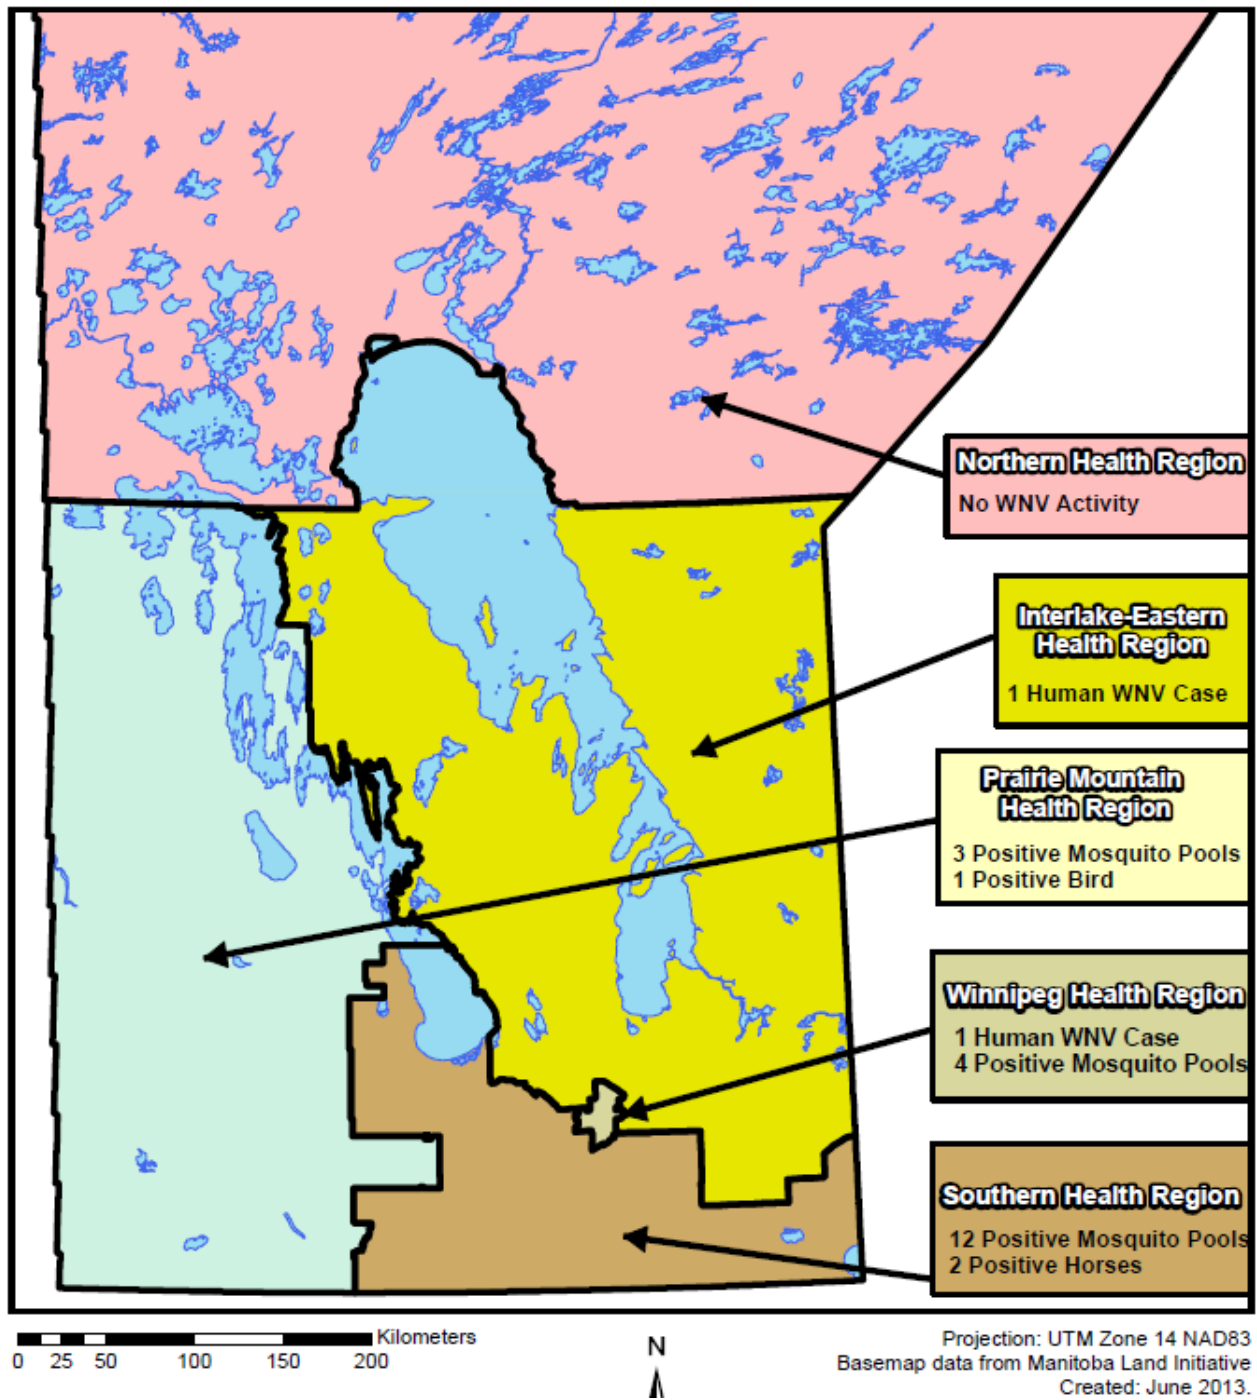 Northern Health Region
No WNV Activity
Interlake-Eastern
Health Region
1 Human WNV Case
Prairie Mountain
Health Region
3 Positive Mosquito Pools
1 Positive Bird
Winnipeg Health Region
1 Human WNV Case
4 Positive Mosquito Pools
Southern Health Region
12 Positive Mosquito Pools
2 Positive Horses
Kilometers
0 25 50 100 150 200
N
Projection: UTM Zone 14 NAD83
Basemap data from Manitoba Land Initiative
Created: June 2013.